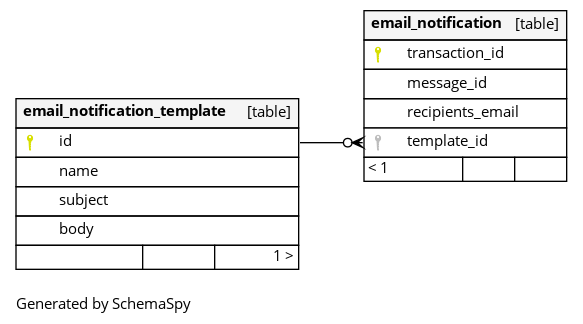 email_notification [table]
transaction_id
message_id
recipients_email
template_id
< 1
email_notification_template [table]
id
name
subject
body
1 >
Generated by SchemaSpy